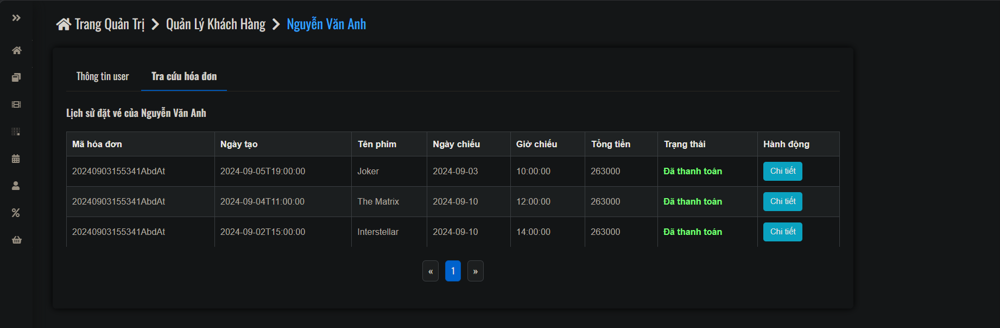 Trang Quản Trị > Quản Lý Khách Hàng > Nguyễn Văn Anh
Thông tin user Tra cứu hóa đơn
Lịch sử đặt vé của Nguyễn Văn Anh
Mã hóa đơn Ngày tạo Tên phim Ngày chiếu Giờ chiếu Tổng tiền Trạng thái Hành động
20240903155341AbdAt 2024-09-05T19:00:00 Joker 2024-09-03 10:00:00 263000 Đã thanh toán Chi tiết
20240903155341AbdAt 2024-09-04T11:00:00 The Matrix 2024-09-10 12:00:00 263000 Đã thanh toán Chi tiết
20240903155341AbdAt 2024-09-02T15:00:00 Interstellar 2024-09-10 14:00:00 263000 Đã thanh toán Chi tiết
« 1 »